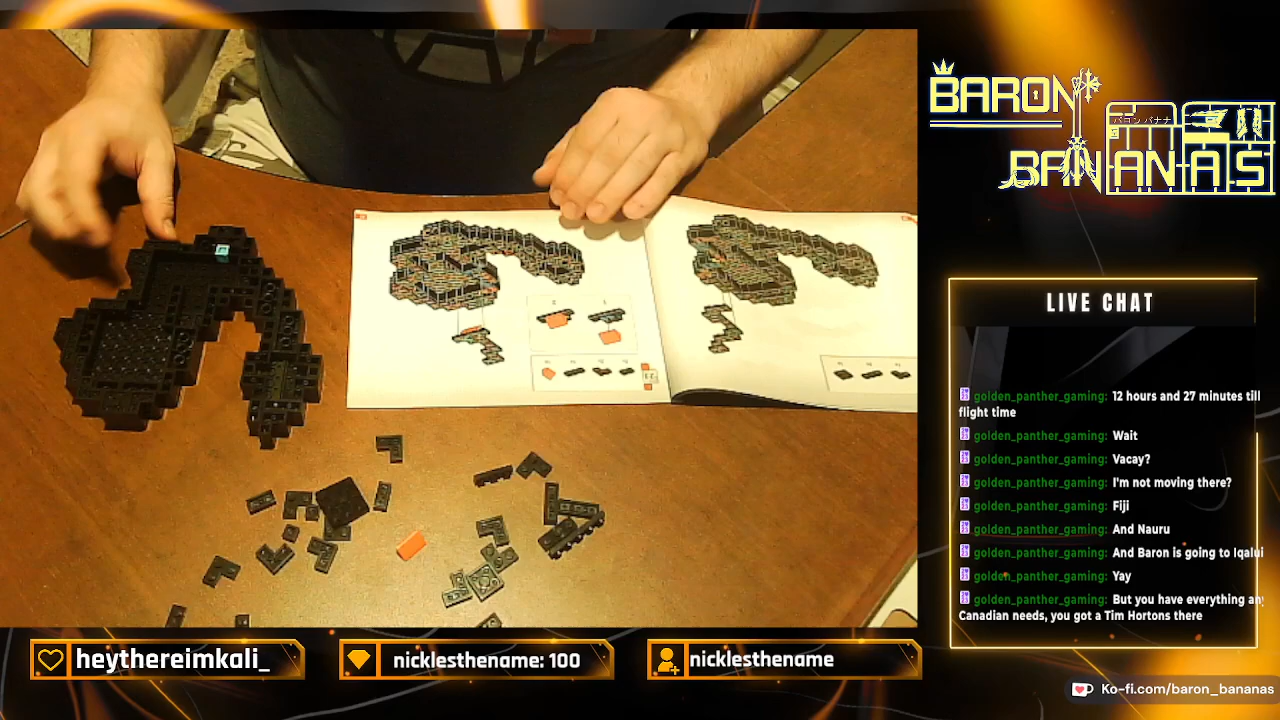 BARON
バロンバナナ
BANANAS
LIVE CHAT
golden_panther_gaming: 12 hours and 27 minutes till
flight time
golden_panther_gaming: Wait
golden_panther_gaming: Vacay?
golden_panther_gaming: I'm not moving there?
golden_panther_gaming: Fiji
golden_panther_gaming: And Nauru
golden_panther_gaming: And Baron is going to Iqalui
golden_panther_gaming: Yay
golden_panther_gaming: But you have everything any
Canadian needs, you got a Tim Hortons there
heythereimkali_
nicklesthename: 100
nicklesthename
Ko-fi.com/baron_bananas